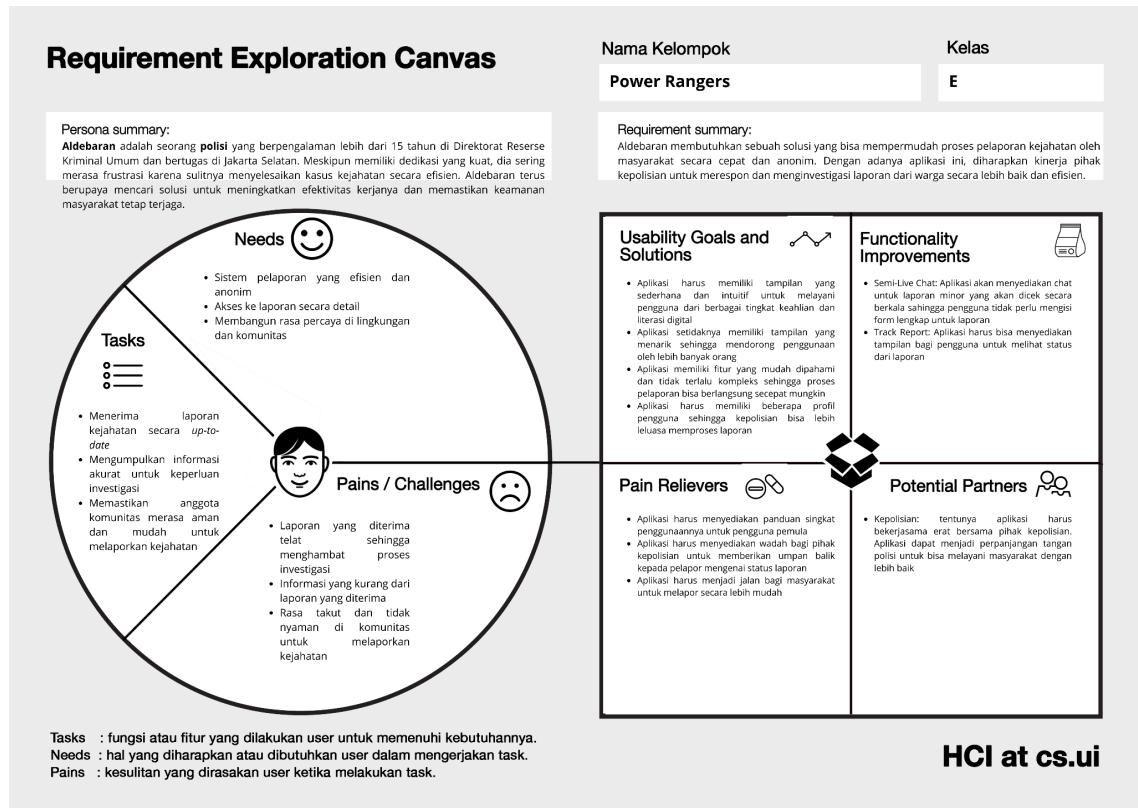 Requirement Exploration Canvas
Nama Kelompok
Kelas
Power Rangers
E
Persona summary:
Aldebaran adalah seorang polisi yang berpengalaman lebih dari 15 tahun di Direktorat Reserse
Kriminal Umum dan bertugas di Jakarta Selatan. Meskipun memiliki dedikasi yang kuat, dia sering
merasa frustrasi karena sulitnya menyelesaikan kasus kejahatan secara efisien. Aldebaran terus
berupaya mencari solusi untuk meningkatkan efektivitas kerjanya dan memastikan keamanan
masyarakat tetap terjaga.
Requirement summary:
Aldebaran membutuhkan sebuah solusi yang bisa mempermudah proses pelaporan kejahatan oleh
masyarakat secara cepat dan anonim. Dengan adanya aplikasi ini, diharapkan kinerja pihak
kepolisian untuk merespon dan menginvestigasi laporan dari warga secara lebih baik dan efisien.
Needs
• Sistem pelaporan yang efisien dan
anonim
• Akses ke laporan secara detail
• Membangun rasa percaya di lingkungan
dan komunitas
Tasks
• Menerima laporan
kejahatan secara up-to-
date
• Mengumpulkan informasi
akurat untuk keperluan
investigasi
• Memastikan anggota
komunitas merasa aman
dan mudah untuk
melaporkan kejahatan
Pains / Challenges
• Laporan yang diterima
telat sehingga
menghambat proses
investigasi
• Informasi yang kurang dari
laporan yang diterima
• Rasa takut dan tidak
nyaman di komunitas
untuk melaporkan
kejahatan
Usability Goals and
Solutions
• Aplikasi harus memiliki tampilan yang
sederhana dan intuitif untuk melayani
pengguna dari berbagai tingkat keahlian dan
literasi digital
• Aplikasi setidaknya memiliki tampilan yang
menarik sehingga mendorong penggunaan
oleh lebih banyak orang
• Aplikasi memiliki fitur yang mudah dipahami
dan tidak terlalu kompleks sehingga proses
pelaporan bisa berlangsung secepat mungkin
• Aplikasi harus memiliki beberapa profil
pengguna sehingga kepolisian bisa lebih
leluasa memproses laporan
Functionality
Improvements
• Semi-Live Chat: Aplikasi akan menyediakan chat
untuk laporan minor yang akan dicek secara
berkala sahingga pengguna tidak perlu mengisi
form lengkap untuk laporan
• Track Report: Aplikasi harus bisa menyediakan
tampilan bagi pengguna untuk melihat status
dari laporan
Pain Relievers
• Aplikasi harus menyediakan panduan singkat
penggunaannya untuk pengguna pemula
• Aplikasi harus menyediakan wadah bagi pihak
kepolisian untuk memberikan umpan balik
kepada pelapor mengenai status laporan
• Aplikasi harus menjadi jalan bagi masyarakat
untuk melapor secara lebih mudah
Potential Partners
• Kepolisian: tentunya aplikasi harus
bekerjasama erat bersama pihak kepolisian.
Aplikasi dapat menjadi perpanjangan tangan
polisi untuk bisa melayani masyarakat dengan
lebih baik
Tasks : fungsi atau fitur yang dilakukan user untuk memenuhi kebutuhannya.
Needs : hal yang diharapkan atau dibutuhkan user dalam mengerjakan task.
Pains : kesulitan yang dirasakan user ketika melakukan task.
HCI at cs.ui